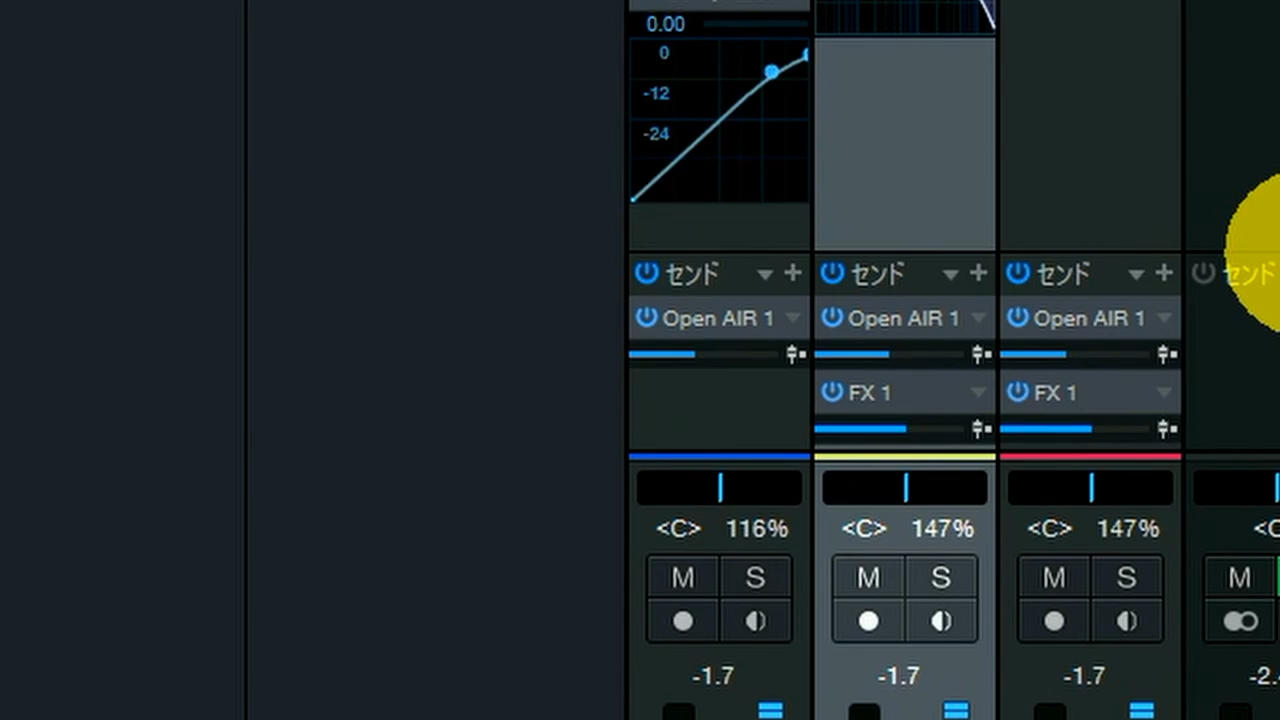 0.00
0
-12
-24
センド センド センド センド
Open AIR 1 Open AIR 1 Open AIR 1
FX 1 FX 1
<C> 116% <C> 147% <C> 147%
M S M S M S M
-1.7 -1.7 -1.7